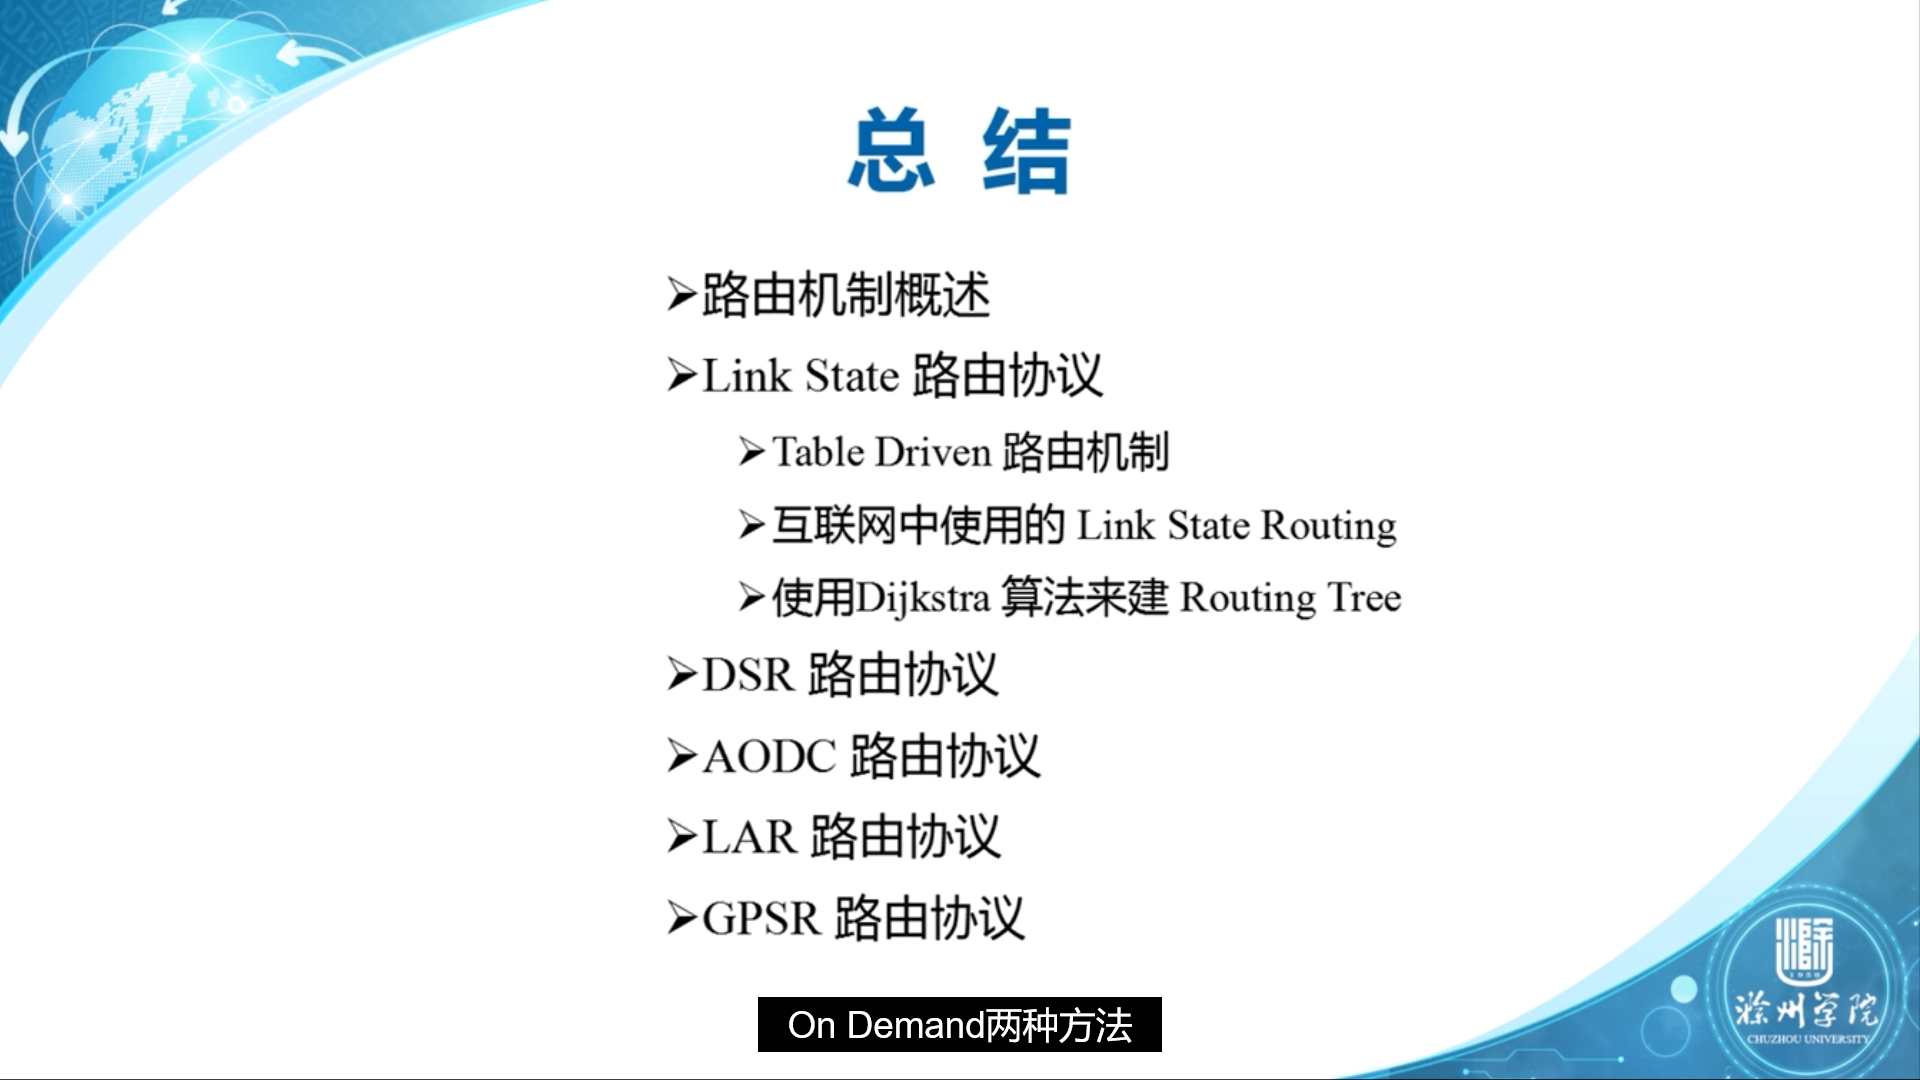 总 结
➢路由机制概述
➢Link State 路由协议
➢Table Driven 路由机制
➢互联网中使用的 Link State Routing
➢使用Dijkstra 算法来建 Routing Tree
➢DSR 路由协议
➢AODC 路由协议
➢LAR 路由协议
➢GPSR 路由协议
On Demand两种方法
1950
滁州学院
CHUZHOU UNIVERSITY